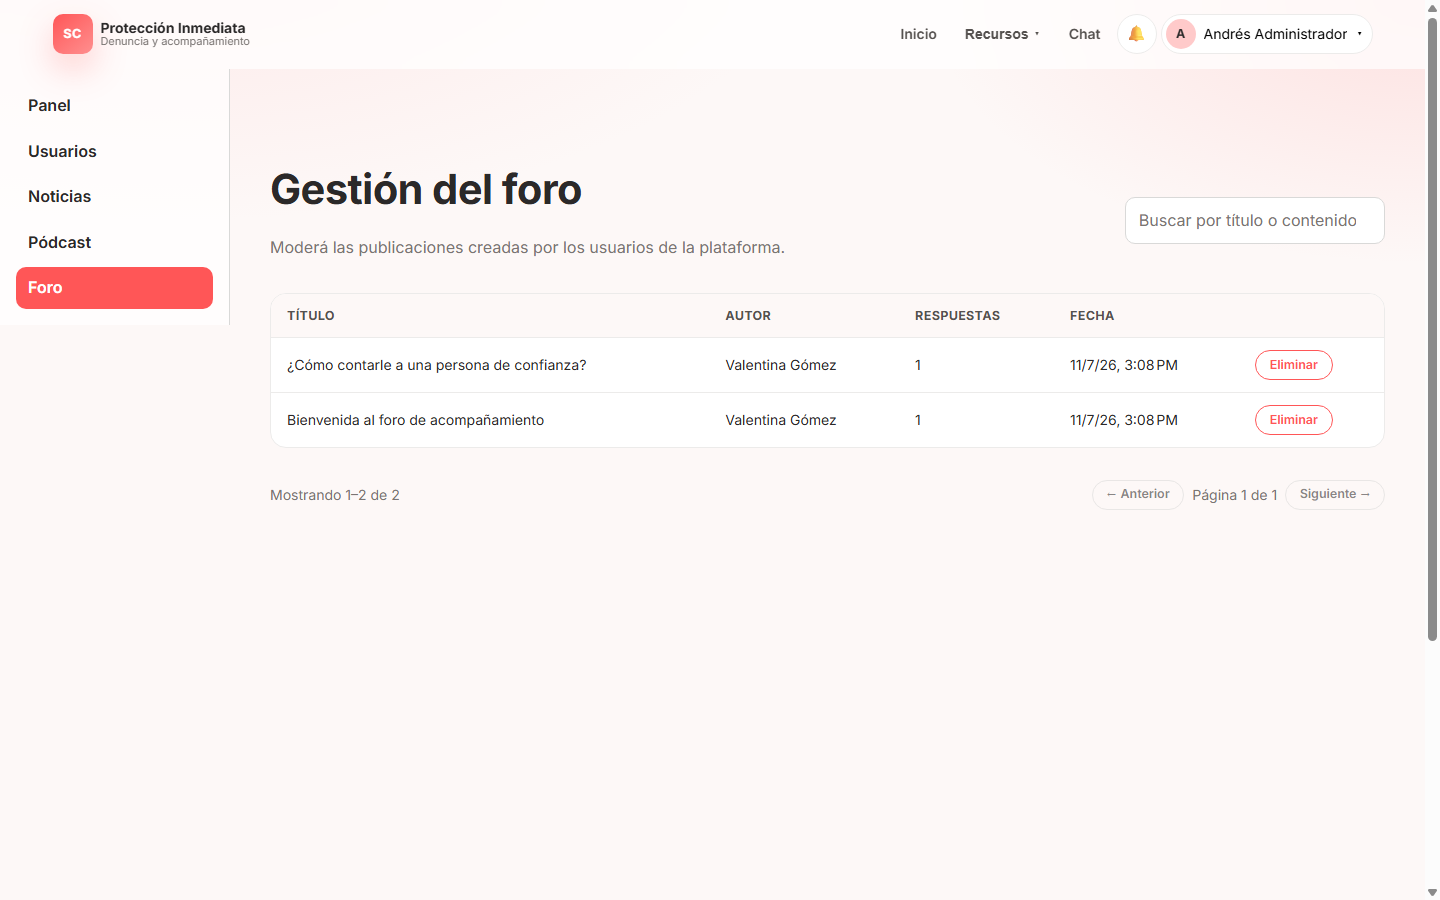 SC
Protección Inmediata
Denuncia y acompañamiento
Inicio
Recursos
Chat
A
Andrés Administrador
Panel
Usuarios
Noticias
Pódcast
Foro
Gestión del foro
Moderá las publicaciones creadas por los usuarios de la plataforma.
Buscar por título o contenido
TÍTULO AUTOR RESPUESTAS FECHA
¿Cómo contarle a una persona de confianza? Valentina Gómez 1 11/7/26, 3:08 PM Eliminar
Bienvenida al foro de acompañamiento Valentina Gómez 1 11/7/26, 3:08 PM Eliminar
Mostrando 1–2 de 2
← Anterior Página 1 de 1 Siguiente →